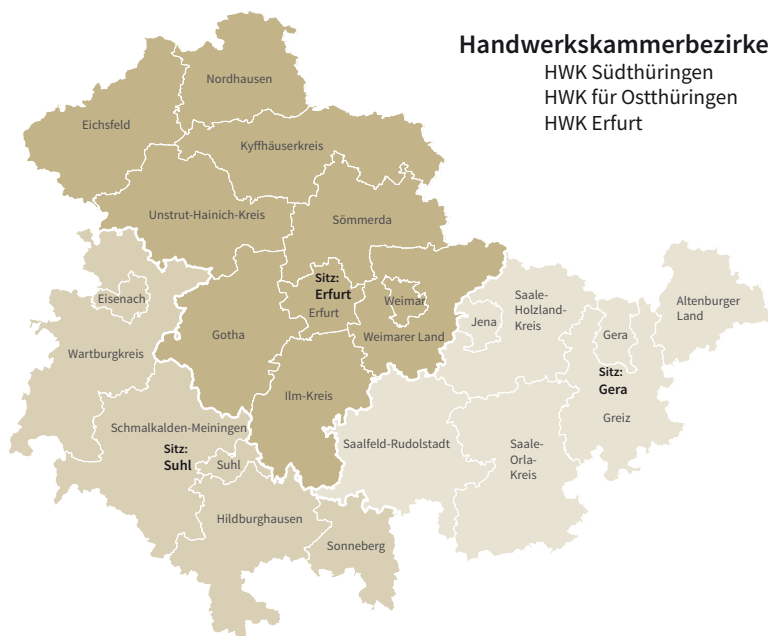 Handwerkskammerbezirke
HWK Südthüringen
HWK für Ostthüringen
HWK Erfurt
Nordhausen
Eichsfeld
Kyffhäuserkreis
Unstrut-Hainich-Kreis
Sömmerda
Sitz:
Erfurt
Erfurt
Eisenach
Weimar
Weimarer Land
Gotha
Wartburgkreis
Ilm-Kreis
Jena
Saale-
Holzland-
Kreis
Altenburger
Land
Gera
Sitz:
Gera
Greiz
Schmalkalden-Meiningen
Sitz:
Suhl
Suhl
Saalfeld-Rudolstadt
Saale-
Orla-
Kreis
Hildburghausen
Sonneberg